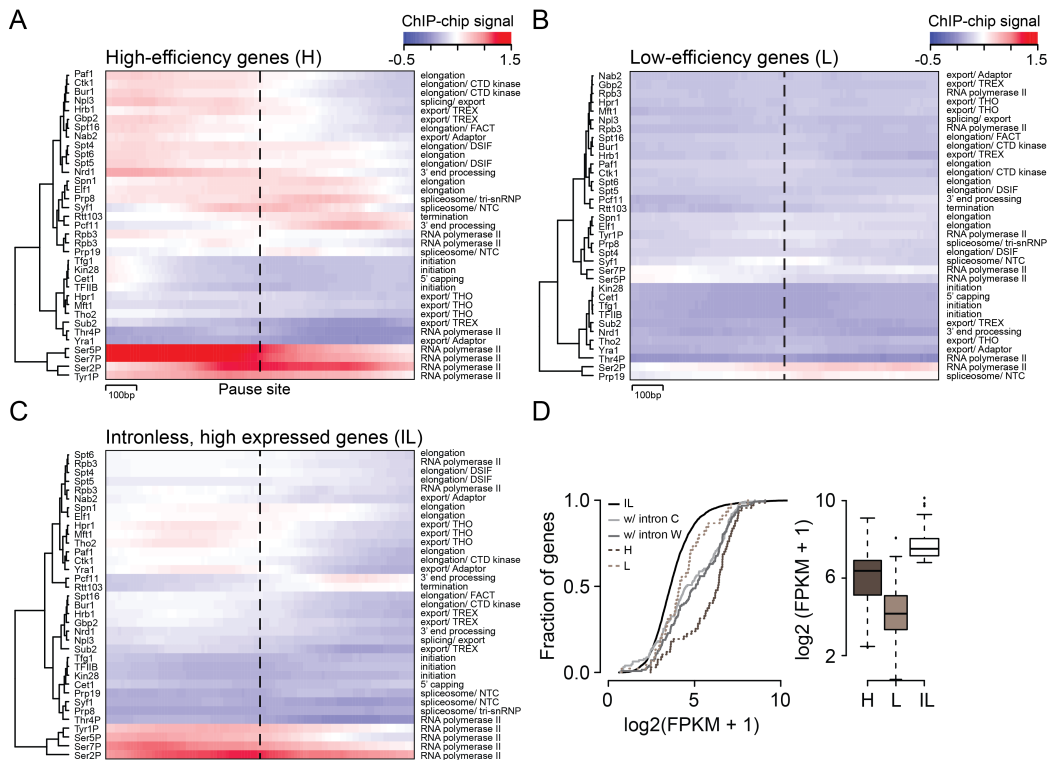 A
ChIP-chip signal
-0.5 1.5
High-efficiency genes (H)
Paf1 elongation
Ctk1 elongation/ CTD kinase
Bur1 elongation/ CTD kinase
Npl3 splicing/ export
Hrb1 export/ TREX
Gbp2 export/ TREX
Spt16 elongation/ FACT
Nab2 export/ Adaptor
Spt4 elongation/ DSIF
Spt6 elongation
Spt5 elongation/ DSIF
Nrd1 3' end processing
Spn1 elongation
Elf1 elongation
Prp8 spliceosome/ tri-snRNP
Syf1 spliceosome/ NTC
Rtt103 termination
Pcf11 3' end processing
Rpb3 RNA polymerase II
Rpb3 RNA polymerase II
Prp19 spliceosome/ NTC
Tfg1 initiation
Kin28 initiation
Cet1 5' capping
TFIIB initiation
Hpr1 export/ THO
Mft1 export/ THO
Tho2 export/ THO
Sub2 export/ TREX
Thr4P RNA polymerase II
Yra1 export/ Adaptor
Ser5P RNA polymerase II
Ser7P RNA polymerase II
Ser2P RNA polymerase II
Tyr1P RNA polymerase II
100bp
Pause site
B
ChIP-chip signal
-0.5 1.5
Low-efficiency genes (L)
Nab2 export/ Adaptor
Gbp2 export/ TREX
Rpb3 RNA polymerase II
Hpr1 export/ THO
Mft1 export/ THO
Npl3 splicing/ export
Rpb3 RNA polymerase II
Spt16 elongation/ FACT
Bur1 elongation/ CTD kinase
Hrb1 export/ TREX
Paf1 elongation
Ctk1 elongation/ CTD kinase
Spt6 elongation
Spt5 elongation/ DSIF
Pcf11 3' end processing
Rtt103 termination
Spn1 elongation
Elf1 elongation
Tyr1P RNA polymerase II
Prp8 spliceosome/ tri-snRNP
Spt4 elongation/ DSIF
Syf1 spliceosome/ NTC
Ser7P RNA polymerase II
Ser5P RNA polymerase II
Kin28 initiation
Cet1 5' capping
Tfg1 initiation
TFIIB initiation
Sub2 export/ TREX
Nrd1 3' end processing
Tho2 export/ THO
Yra1 export/ Adaptor
Thr4P RNA polymerase II
Ser2P RNA polymerase II
Prp19 spliceosome/ NTC
100bp
C
Intronless, high expressed genes (IL)
Spt6 elongation
Rpb3 RNA polymerase II
Spt4 elongation/ DSIF
Spt5 elongation/ DSIF
Rpb3 RNA polymerase II
Nab2 export/ Adaptor
Spn1 elongation
Elf1 elongation
Hpr1 export/ THO
Mft1 export/ THO
Tho2 export/ THO
Paf1 elongation
Ctk1 elongation/ CTD kinase
Yra1 export/ Adaptor
Pcf11 3' end processing
Rtt103 termination
Spt16 elongation/ FACT
Bur1 elongation/ CTD kinase
Hrb1 export/ TREX
Gbp2 export/ TREX
Nrd1 3' end processing
Npl3 splicing/ export
Sub2 export/ TREX
Tfg1 initiation
TFIIB initiation
Kin28 initiation
Cet1 5' capping
Prp19 spliceosome/ NTC
Syf1 spliceosome/ NTC
Prp8 spliceosome/ tri-snRNP
Thr4P RNA polymerase II
Tyr1P RNA polymerase II
Ser5P RNA polymerase II
Ser7P RNA polymerase II
Ser2P RNA polymerase II
D
Fraction of genes
1.0
0.5
0.0
IL
w/ intron C
w/ intron W
H
L
0 5 10
log2(FPKM + 1)
log2 (FPKM + 1)
10
6
2
H L IL